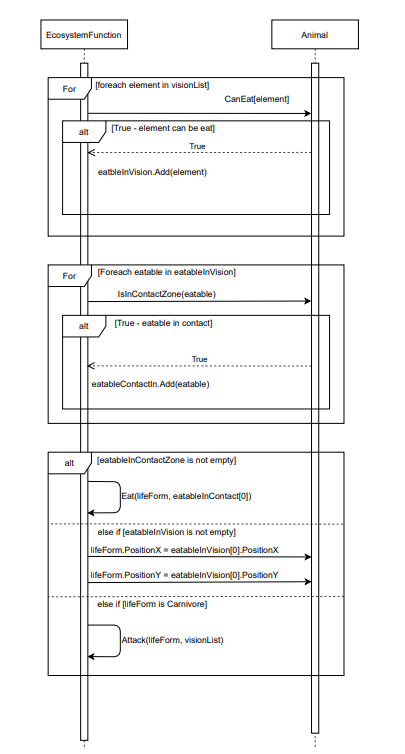 EcosystemFunction
Animal
For
[foreach element in visionList]
CanEat[element]
alt
[True - element can be eat]
True
eatbleInVision.Add(element)
For
[Foreach eatable in eatableInVision]
IsInContactZone(eatable)
alt
[True - eatable in contact]
True
eatableContactIn.Add(eatable)
alt
[eatableInContactZone is not empty]
Eat(lifeForm, eatableInContact[0])
else if [eatableInVision is not empty]
lifeForm.PositionX = eatableInVision[0].PositionX
lifeForm.PositionY = eatableInVision[0].PositionY
else if [lifeForm is Carnivore]
Attack(lifeForm, visionList)